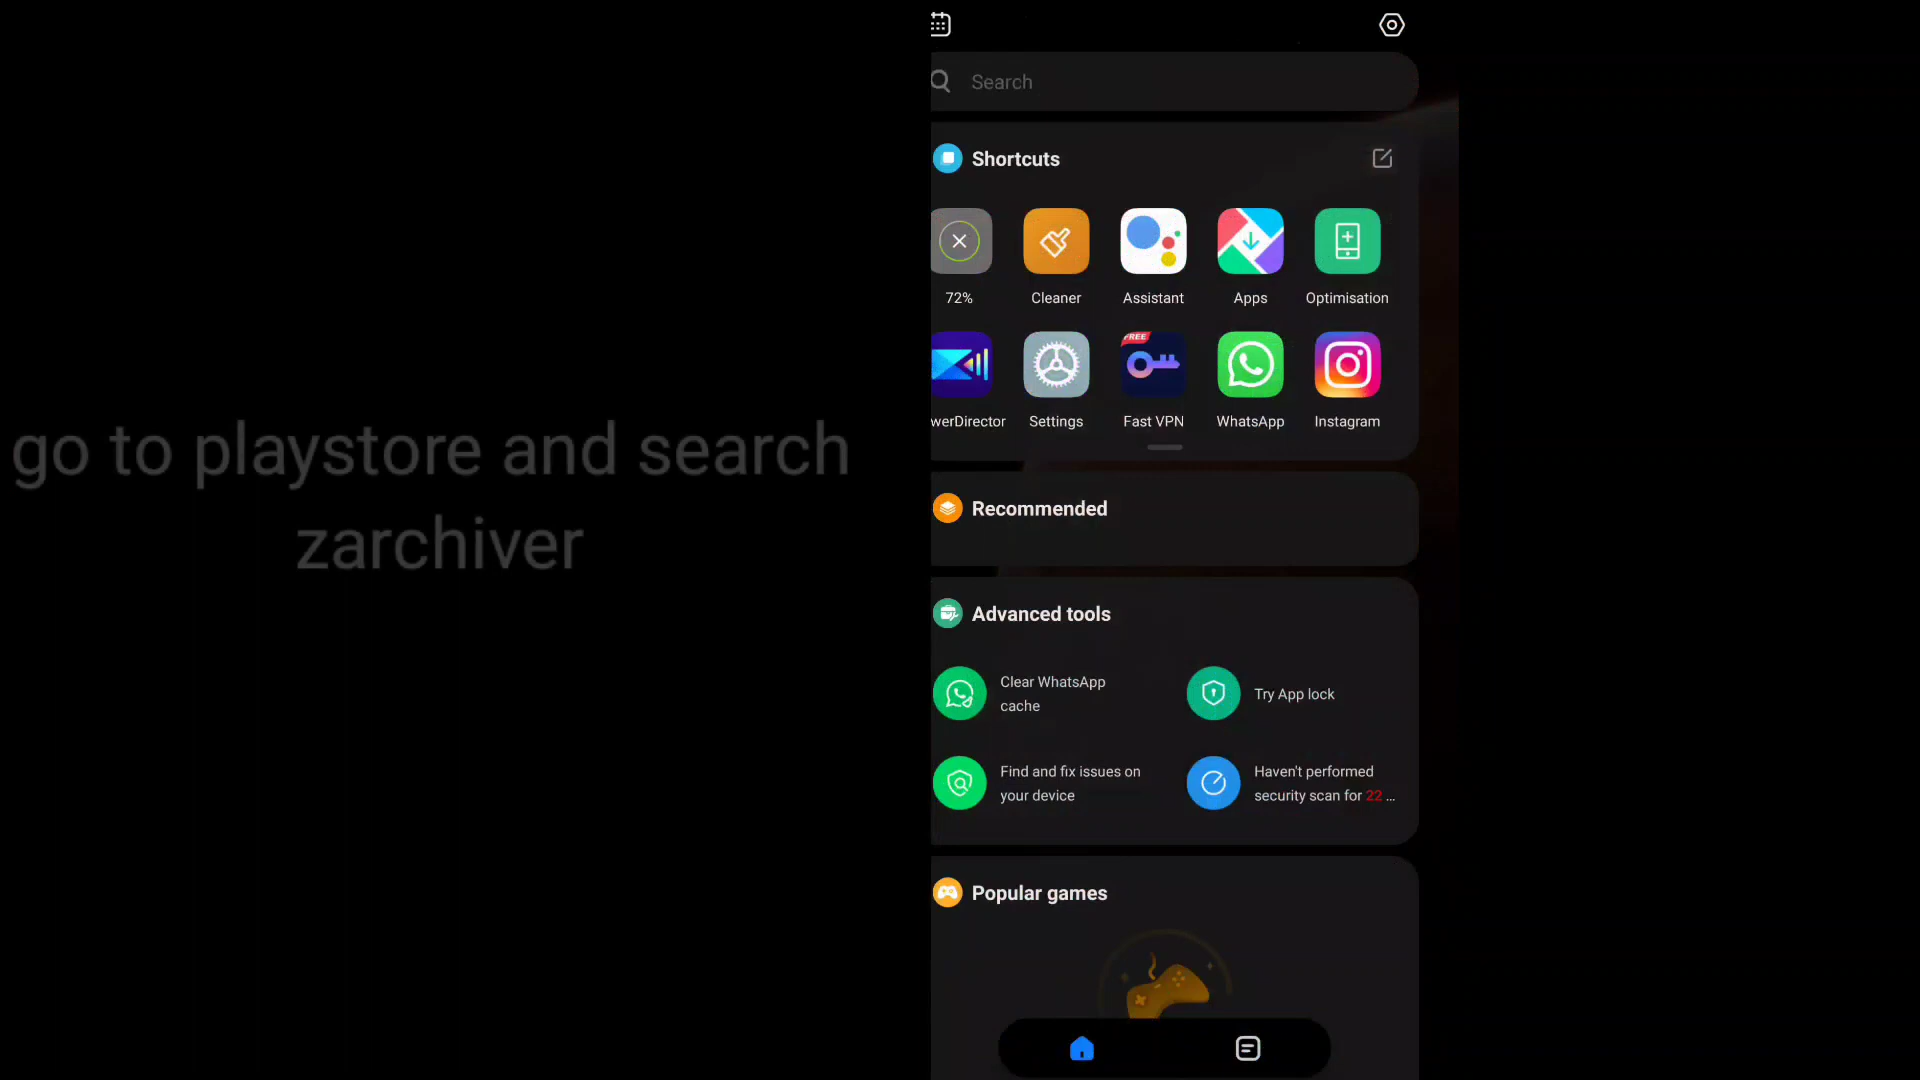 go to playstore and search
zarchiver
Search
Shortcuts
72%
Cleaner
Assistant
Apps
Optimisation
FREE
werDirector
Settings
Fast VPN
WhatsApp
Instagram
Recommended
Advanced tools
Clear WhatsApp
cache
Try App lock
Find and fix issues on
your device
Haven't performed
security scan for 22 ...
Popular games